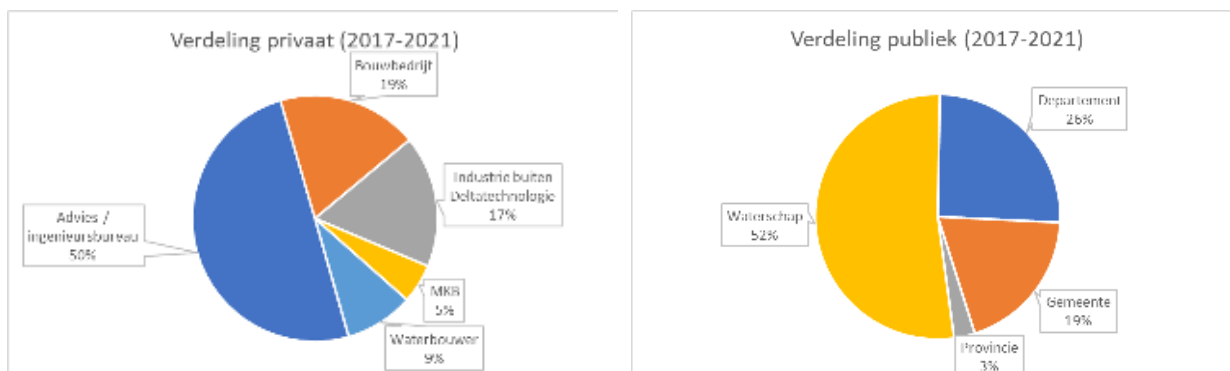 Verdeling privaat (2017-2021)
Bouwbedrijf
19%
Industrie buiten
Deltatechnologie
17%
Advies /
ingenieursbureau
50%
MKB
5%
Waterbouwer
9%
Verdeling publiek (2017-2021)
Departement
26%
Waterschap
52%
Gemeente
19%
Provincie
3%